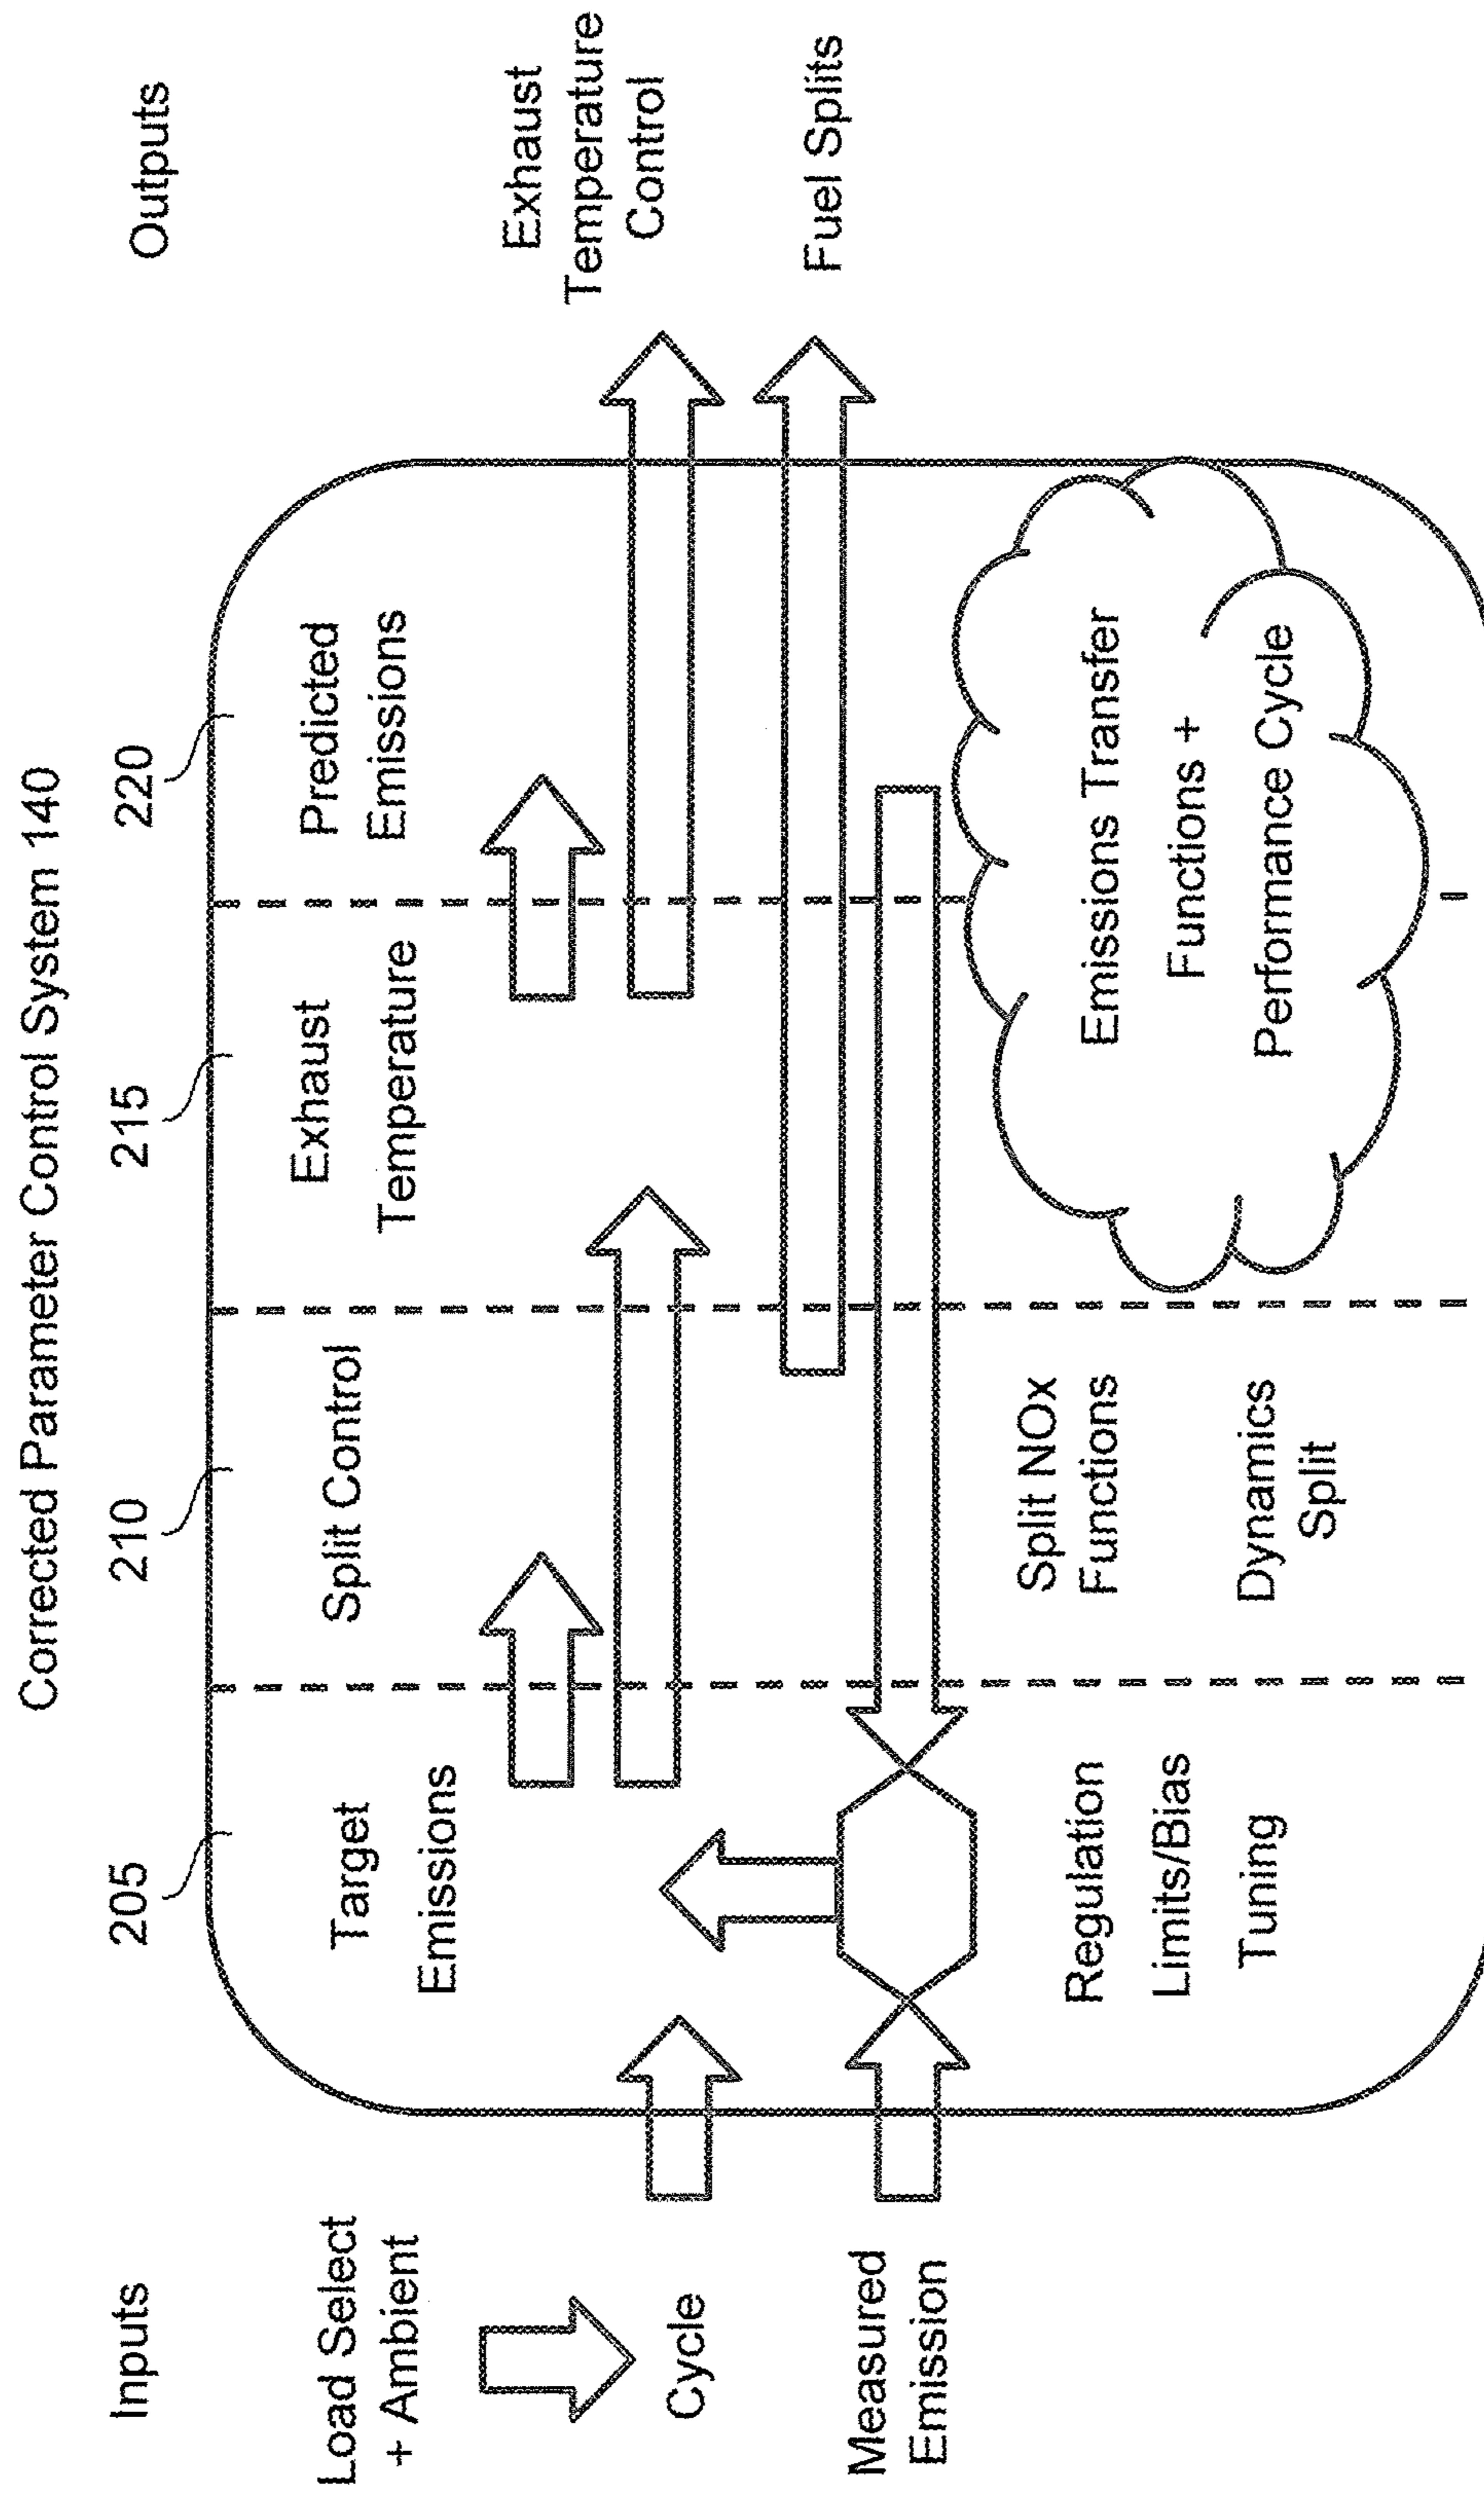 Corrected Parameter Control System 140
Inputs
205
210
215
220
Outputs
Load Select
+ Ambient
Cycle
Measured
Emission
Target
Emissions
Regulation
Limits/Bias
Tuning
Split Control
Split NOx
Functions
Dynamics
Split
Exhaust
Temperature
Predicted
Emissions
Emissions Transfer
Functions +
Performance Cycle
Exhaust
Temperature
Control
Fuel Splits